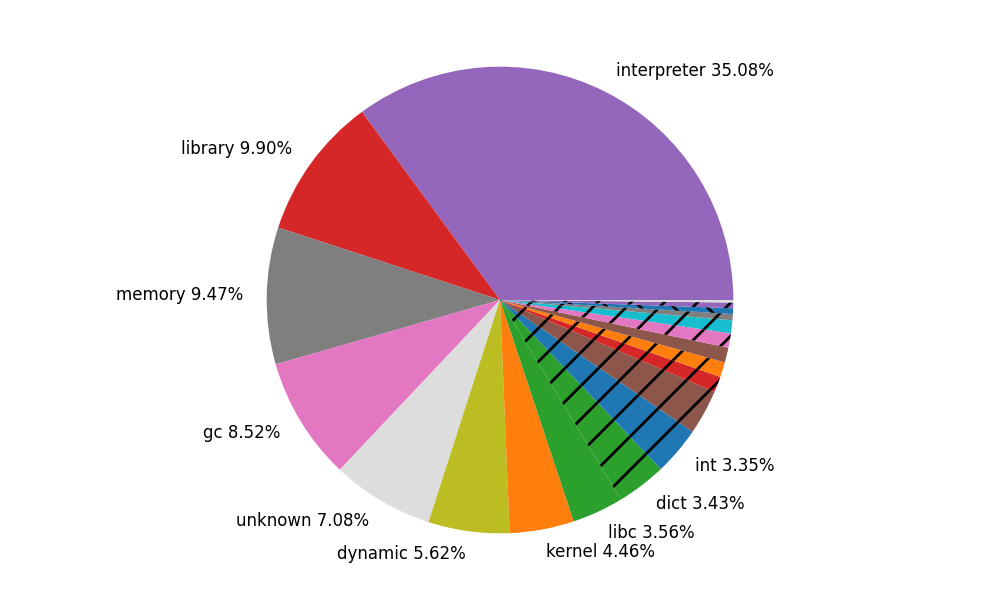 interpreter 35.08%
library 9.90%
memory 9.47%
gc 8.52%
unknown 7.08%
dynamic 5.62%
kernel 4.46%
libc 3.56%
dict 3.43%
int 3.35%